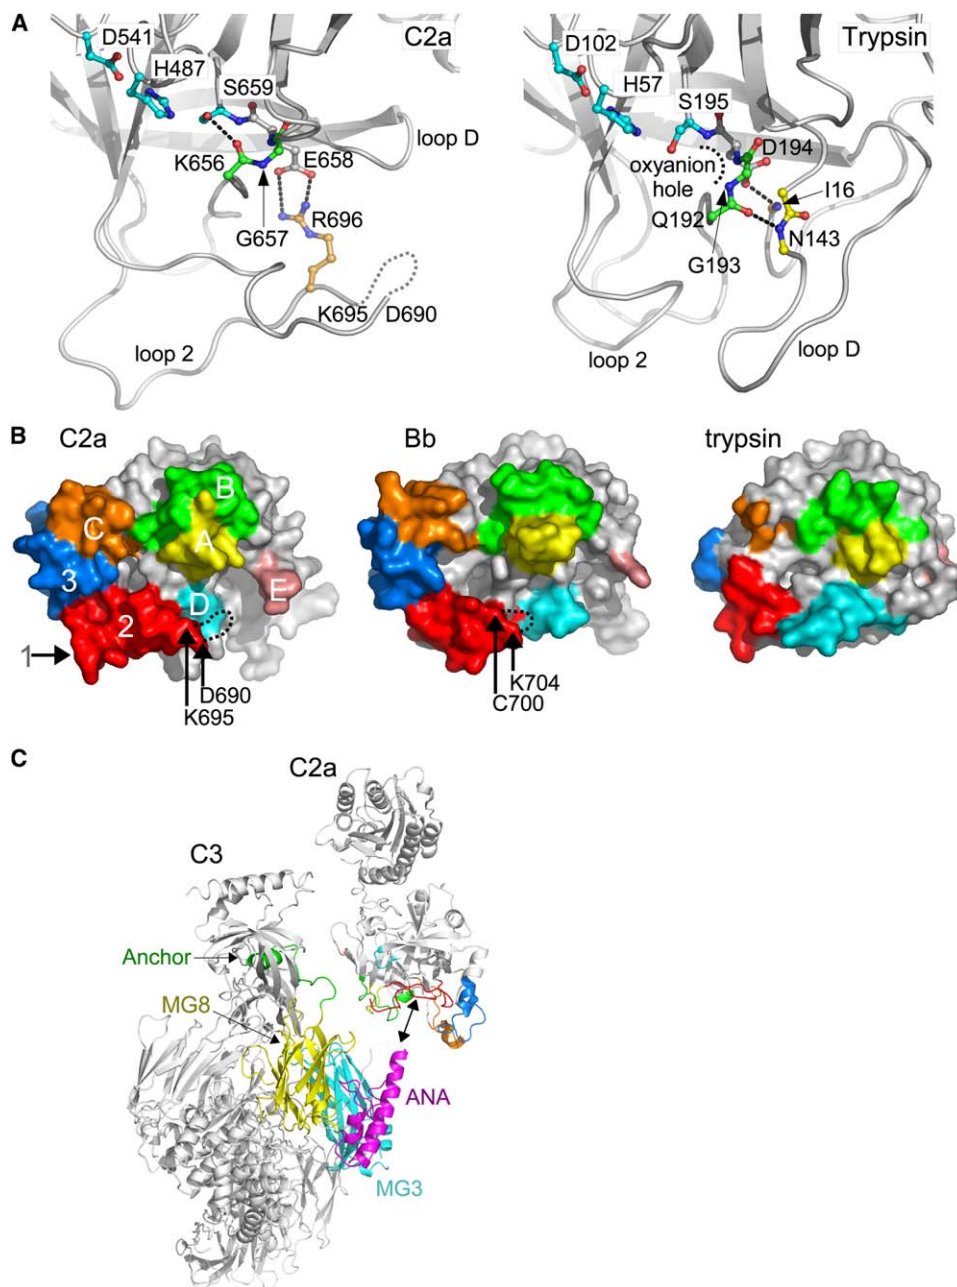 A
C2a
D541
H487
S659
loop D
K656
E658
R696
G657
K695
D690
loop 2
Trypsin
D102
H57
S195
D194
oxyanion
hole
I16
Q192
N143
G193
loop 2
loop D
B
C2a
B
C
A
3
E
D
2
1
D690
K695
Bb
K704
C700
trypsin
C
C2a
C3
Anchor
MG8
ANA
MG3